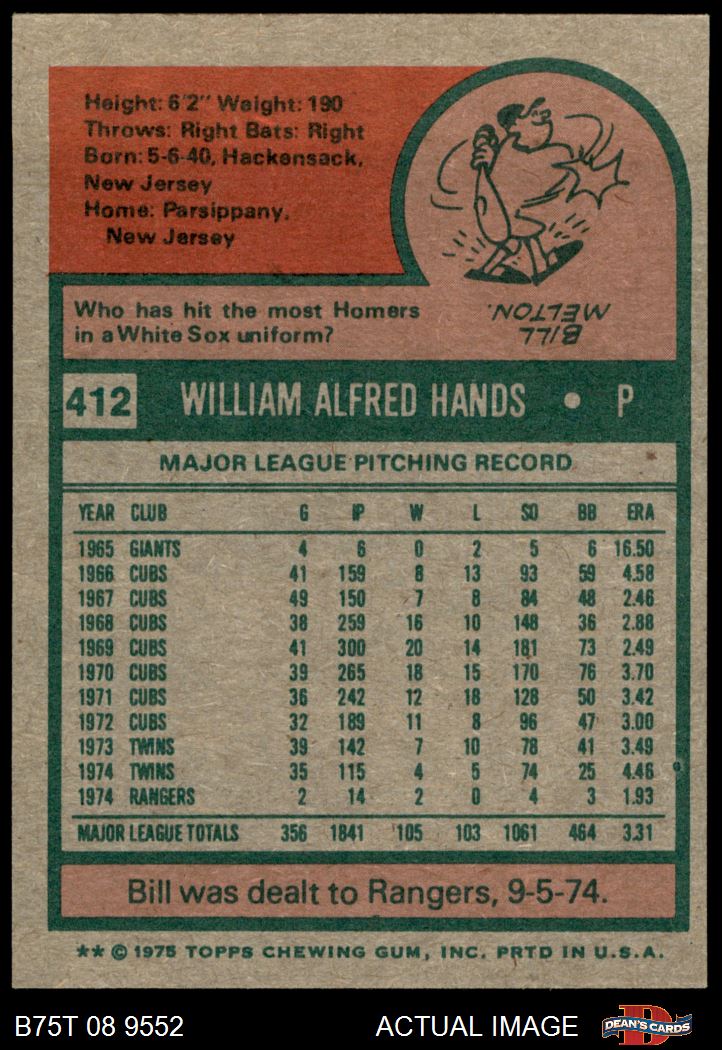 Height: 6'2" Weight: 190
Throws: Right Bats: Right
Born: 5-6-40, Hackensack,
New Jersey
Home: Parsippany,
New Jersey
Who has hit the most Homers
in a White Sox uniform?
BILL
MELTON.
412 WILLIAM ALFRED HANDS • P
MAJOR LEAGUE PITCHING RECORD
YEAR CLUB G IP W L SO BB ERA
1965 GIANTS 4 6 0 2 5 6 16.50
1966 CUBS 41 159 8 13 93 59 4.58
1967 CUBS 49 150 7 8 84 48 2.46
1968 CUBS 38 259 16 10 148 36 2.88
1969 CUBS 41 300 20 14 181 73 2.49
1970 CUBS 39 265 18 15 170 76 3.70
1971 CUBS 36 242 12 18 128 50 3.42
1972 CUBS 32 189 11 8 96 47 3.00
1973 TWINS 39 142 7 10 78 41 3.49
1974 TWINS 35 115 4 5 74 25 4.46
1974 RANGERS 2 14 2 0 4 3 1.93
MAJOR LEAGUE TOTALS 356 1841 105 103 1061 464 3.31
Bill was dealt to Rangers, 9-5-74.
** © 1975 TOPPS CHEWING GUM, INC. PRTD IN U.S.A.
B75T 08 9552 ACTUAL IMAGE D DEAN'S CARDS